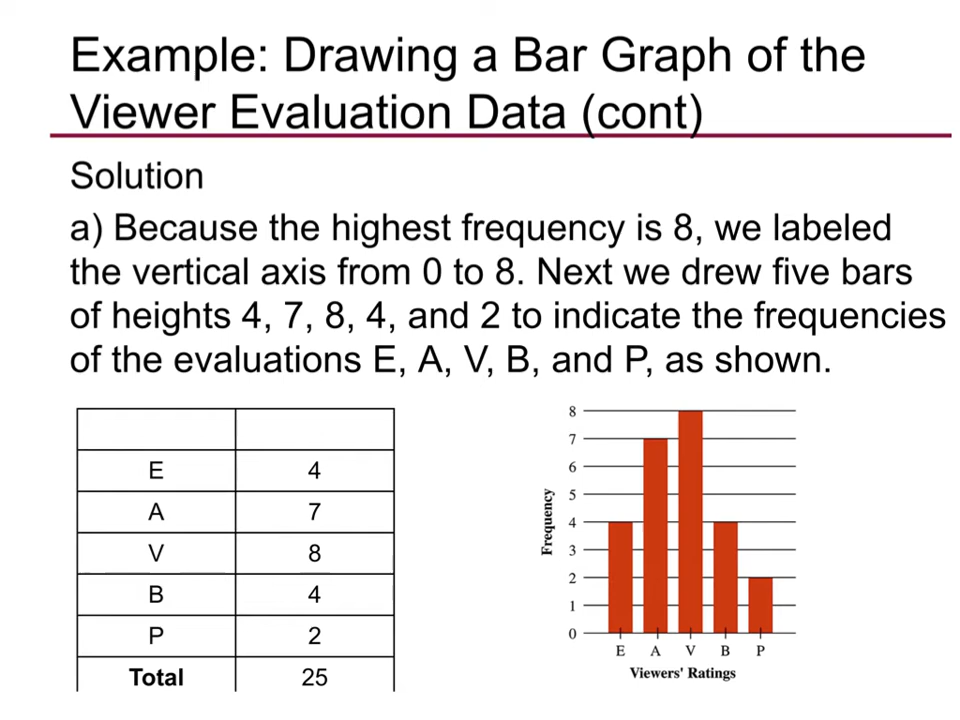 Example: Drawing a Bar Graph of the
Viewer Evaluation Data (cont)
Solution
a) Because the highest frequency is 8, we labeled
the vertical axis from 0 to 8. Next we drew five bars
of heights 4, 7, 8, 4, and 2 to indicate the frequencies
of the evaluations E, A, V, B, and P, as shown.
E 4
A 7
V 8
B 4
P 2
Total 25
Frequency
8
7
6
5
4
3
2
1
0
E A V B P
Viewers' Ratings